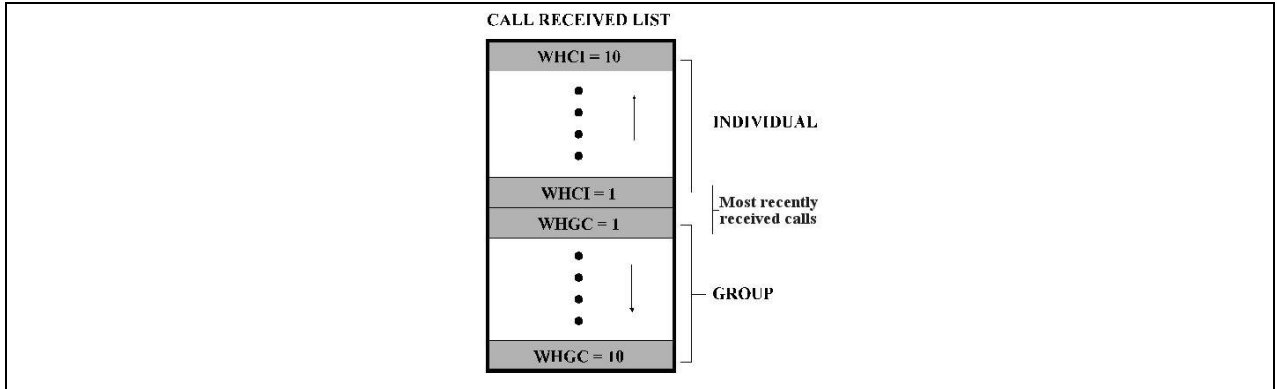 CALL RECEIVED LIST
WHCI = 10
INDIVIDUAL
WHCI = 1
Most recently
received calls
WHGC = 1
GROUP
WHGC = 10